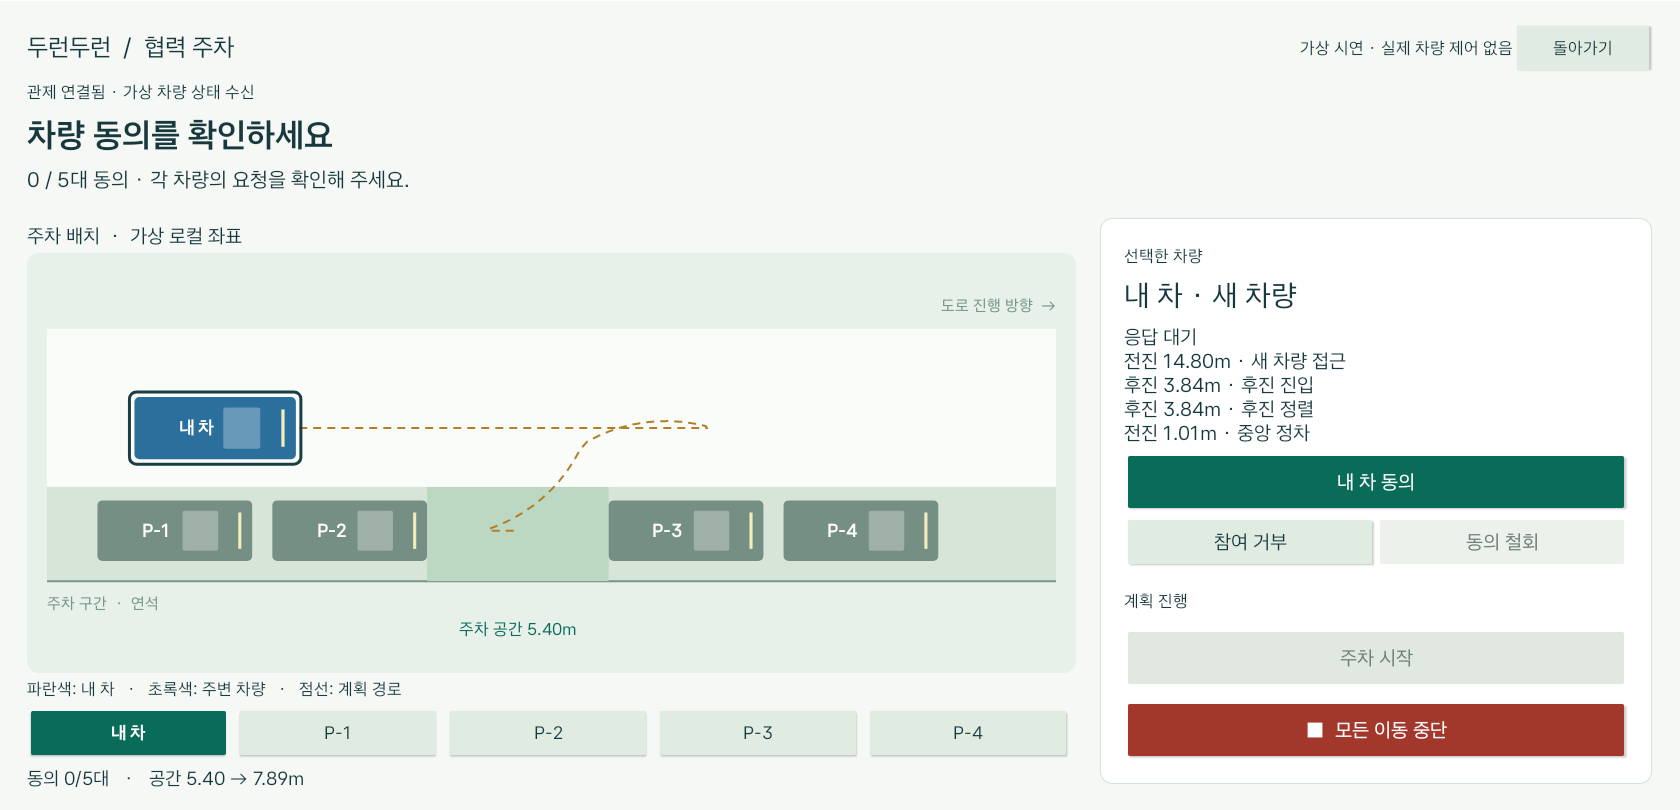 두런두런 / 협력 주차
가상 시연 · 실제 차량 제어 없음
돌아가기
관제 연결됨 · 가상 차량 상태 수신
차량 동의를 확인하세요
0 / 5대 동의 · 각 차량의 요청을 확인해 주세요.
주차 배치 · 가상 로컬 좌표
도로 진행 방향 →
내 차
P-1
P-2
P-3
P-4
주차 구간 · 연석
주차 공간 5.40m
파란색: 내 차 · 초록색: 주변 차량 · 점선: 계획 경로
내 차
P-1
P-2
P-3
P-4
동의 0/5대 · 공간 5.40 → 7.89m
선택한 차량
내 차 · 새 차량
응답 대기
전진 14.80m · 새 차량 접근
후진 3.84m · 후진 진입
후진 3.84m · 후진 정렬
전진 1.01m · 중앙 정차
내 차 동의
참여 거부
동의 철회
계획 진행
주차 시작
■ 모든 이동 중단